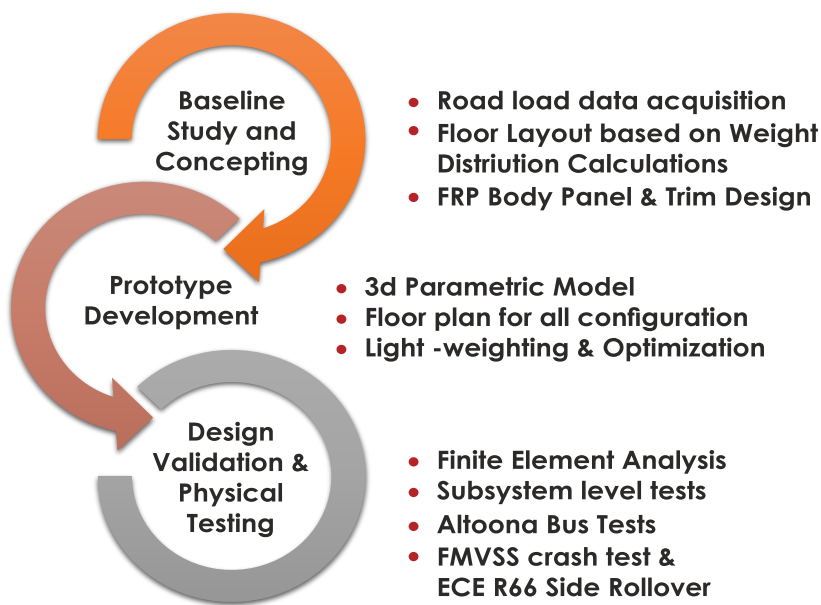 Baseline
Study and
Concepting
• Road load data acquisition
• Floor Layout based on Weight
Distriution Calculations
• FRP Body Panel & Trim Design
Prototype
Development
• 3d Parametric Model
• Floor plan for all configuration
• Light -weighting & Optimization
Design
Validation &
Physical
Testing
• Finite Element Analysis
• Subsystem level tests
• Altoona Bus Tests
• FMVSS crash test &
ECE R66 Side Rollover